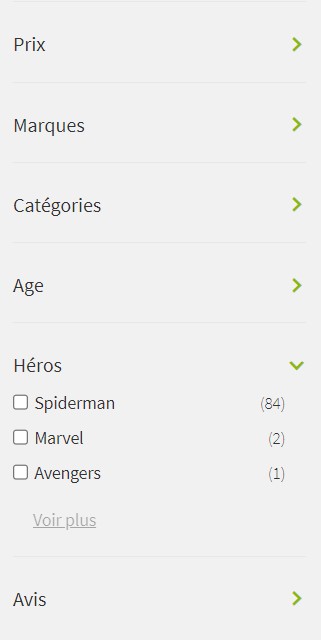 Prix
Marques
Catégories
Age
Héros
Spiderman (84)
Marvel (2)
Avengers (1)
Voir plus
Avis